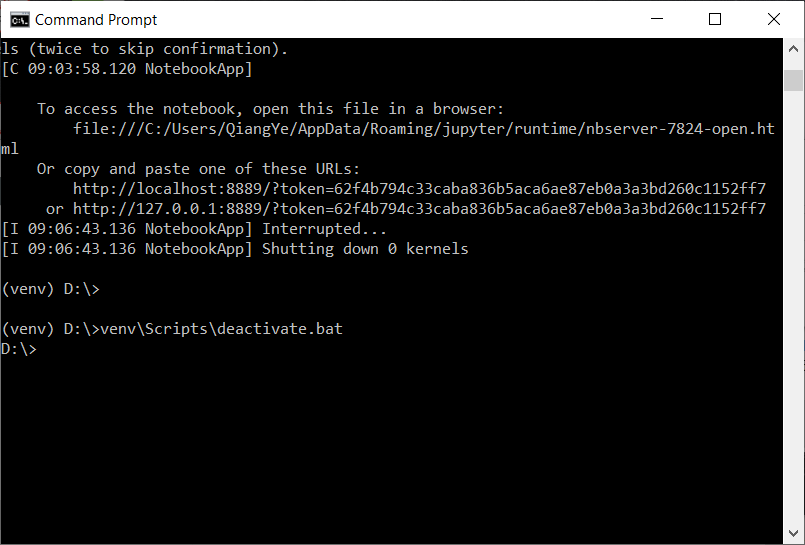 Command Prompt
ls (twice to skip confirmation).
[C 09:03:58.120 NotebookApp]
To access the notebook, open this file in a browser:
file:///C:/Users/QiangYe/AppData/Roaming/jupyter/runtime/nbserver-7824-open.ht
ml
Or copy and paste one of these URLs:
http://localhost:8889/?token=62f4b794c33caba836b5aca6ae87eb0a3a3bd260c1152ff7
or http://127.0.0.1:8889/?token=62f4b794c33caba836b5aca6ae87eb0a3a3bd260c1152ff7
[I 09:06:43.136 NotebookApp] Interrupted...
[I 09:06:43.136 NotebookApp] Shutting down 0 kernels
(venv) D:\>
(venv) D:\>venv\Scripts\deactivate.bat
D:\>